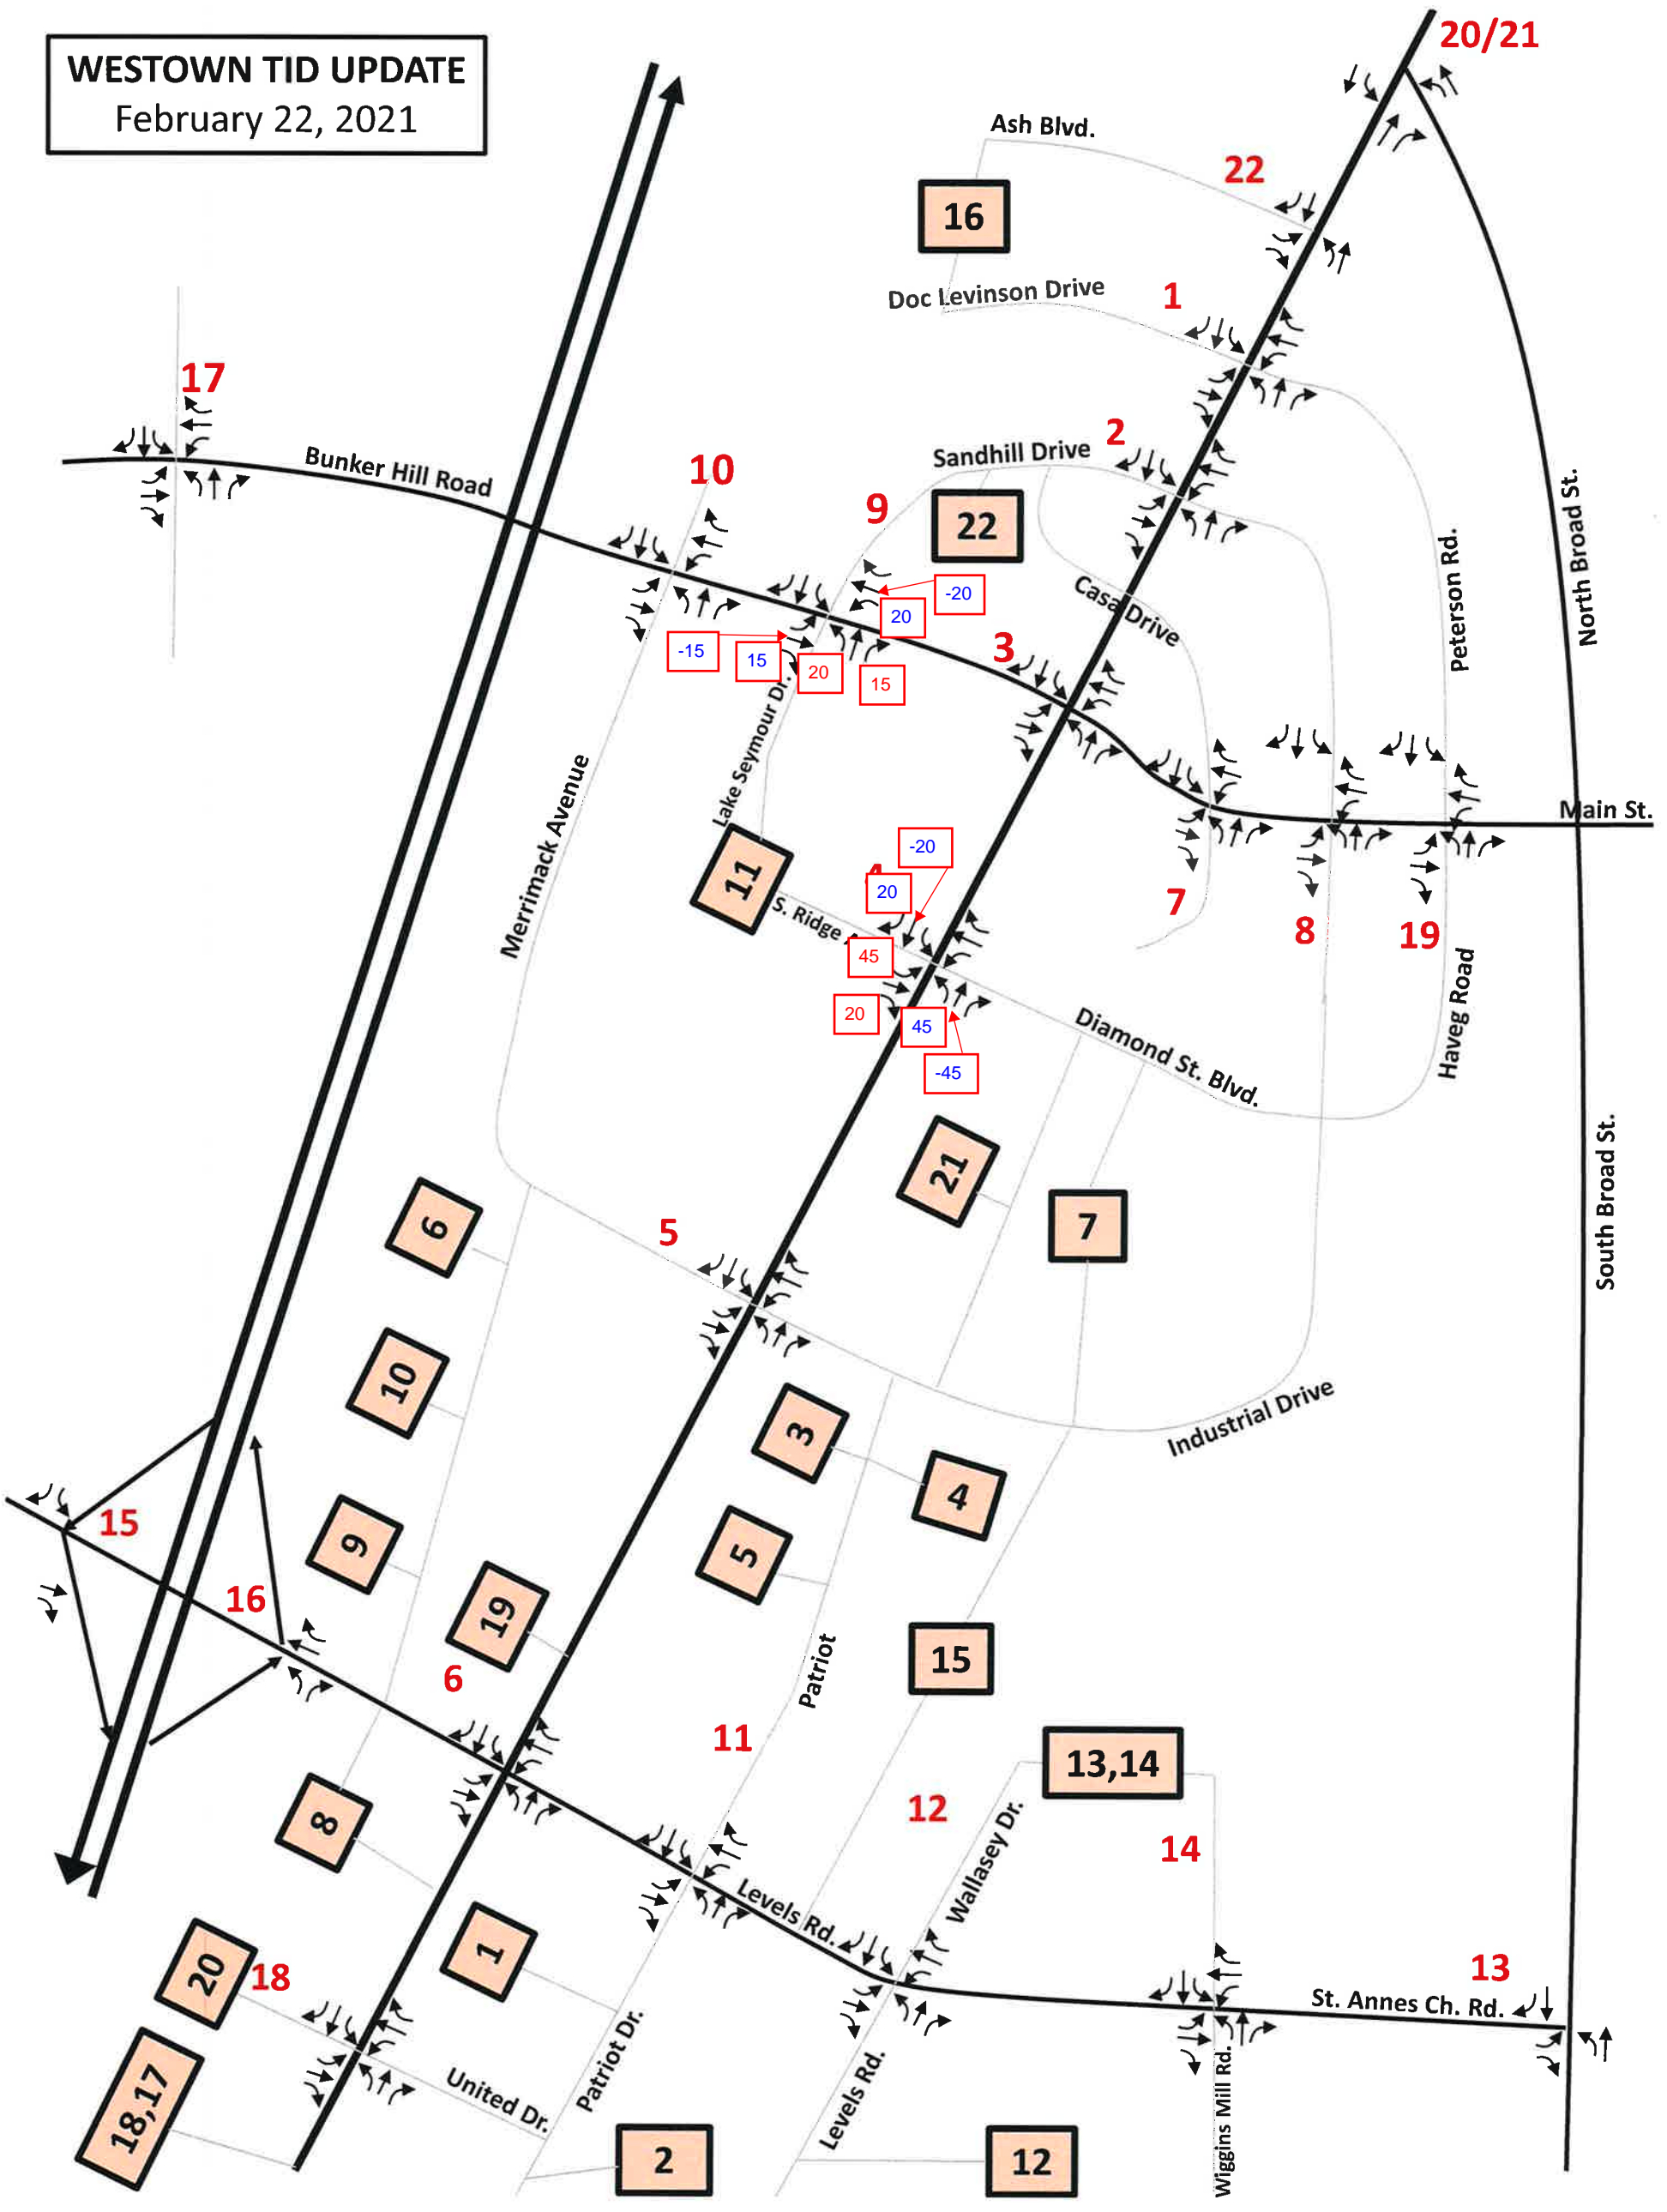 WESTOWN TID UPDATE
February 22, 2021
20/21
Ash Blvd.
22
16
Doc Levinson Drive
1
17
Bunker Hill Road
10
Sandhill Drive
2
9
22
North Broad St.
Peterson Rd.
Casa Drive
-20
20
3
-15
15
20
15
Lake Seymour Dr.
Merrimack Avenue
Main St.
11
-20
20
S. Ridge
7
8
19
45
20
45
-45
Diamond St. Blvd.
Haveg Road
South Broad St.
21
7
6
5
10
3
4
Industrial Drive
15
9
5
16
19
6
15
Patriot
11
13,14
12
Wallasey Dr.
14
8
Levels Rd.
1
20
18
13
St. Annes Ch. Rd.
Patriot Dr.
United Dr.
18,17
Levels Rd.
Wiggins Mill Rd.
2
12